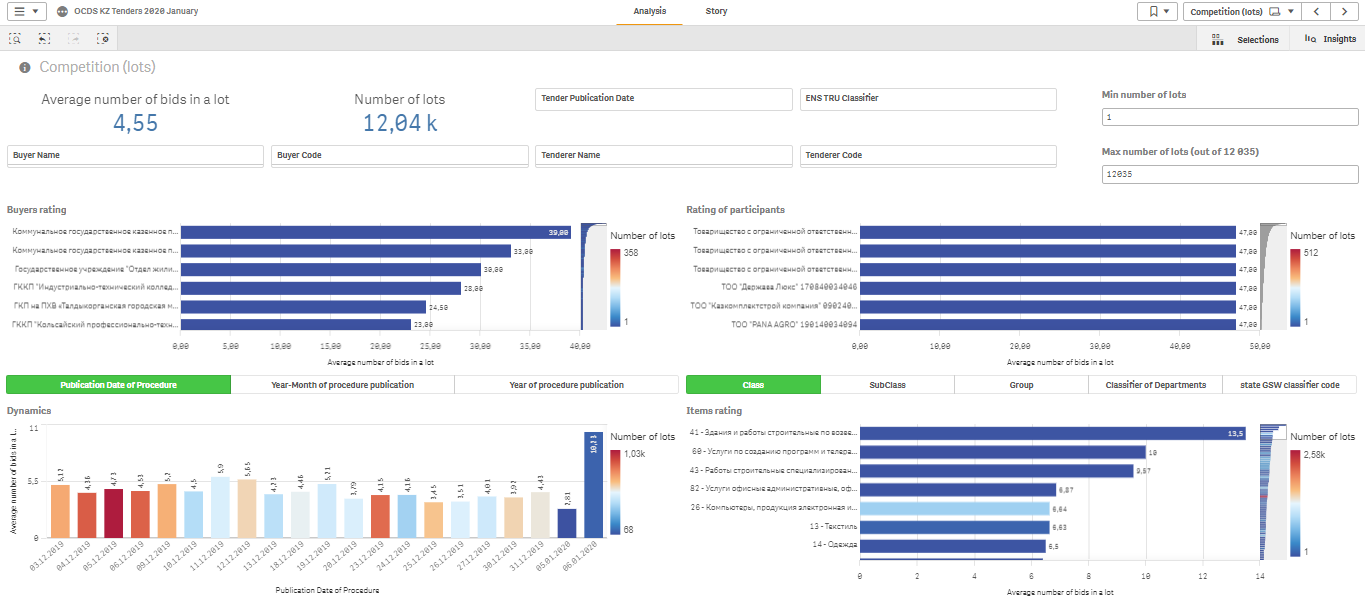 OCDS KZ Tenders 2020 January
Analysis
Story
Competition (lots)
Selections
Insights
Competition (lots)
Average number of bids in a lot
4,55
Number of lots
12,04 k
Tender Publication Date
ENS TRU Classifier
Min number of lots
1
Buyer Name
Buyer Code
Tenderer Name
Tenderer Code
Max number of lots (out of 12 035)
12035
Buyers rating
Коммунальное государственное казенное п...
Коммунальное государственное казенное п...
Государственное учреждение "Отдел жили...
ГККП "Индустриально-технический коллед...
ГКП на ПХВ «Талдыкорганская городская м...
ГККП "Кольсайский профессионально-техн...
39,00
33,00
30,00
28,00
24,50
23,00
0,00 5,00 10,00 15,00 20,00 25,00 30,00 35,00 40,00
Average number of bids in a lot
Number of lots
358
1
Rating of participants
Товарищество с ограниченной ответственн...
Товарищество с ограниченной ответственн...
Товарищество с ограниченной ответственн...
ТОО "Держава Люкс" 170840034046
ТОО "Казкомплектстрой компания" 090240...
ТОО "PANA AGRO" 190140034094
47,00
47,00
47,00
47,00
47,00
47,00
0,00 10,00 20,00 30,00 40,00 50,00
Average number of bids in a lot
Number of lots
512
1
Publication Date of Procedure
Year-Month of procedure publication
Year of procedure publication
Class
SubClass
Group
Classifier of Departments
state GSW classifier code
Dynamics
Average number of bids in a l...
11
5,5
0
5,12 4,36 4,73 4,53 5,2 4,5 5,9 5,65 4,23 4,46 5,21 3,79 4,15 4,16 3,45 3,51 4,01 3,92 4,43 2,81 10,23
03.12.2019 04.12.2019 05.12.2019 06.12.2019 09.12.2019 10.12.2019 11.12.2019 12.12.2019 13.12.2019 18.12.2019 19.12.2019 20.12.2019 23.12.2019 24.12.2019 25.12.2019 26.12.2019 27.12.2019 30.12.2019 31.12.2019 05.01.2020 06.01.2020
Publication Date of Procedure
Number of lots
1,03k
68
Items rating
41 - Здания и работы строительные по возве...
60 - Услуги по созданию программ и телера...
43 - Работы строительные специализирован...
82 - Услуги офисные административные, оф...
26 - Компьютеры, продукция электронная и...
13 - Текстиль
14 - Одежда
13,5
10
9,57
6,87
6,64
6,63
6,5
0 2 4 6 8 10 12 14
Average number of bids in a lot
Number of lots
2,58k
1